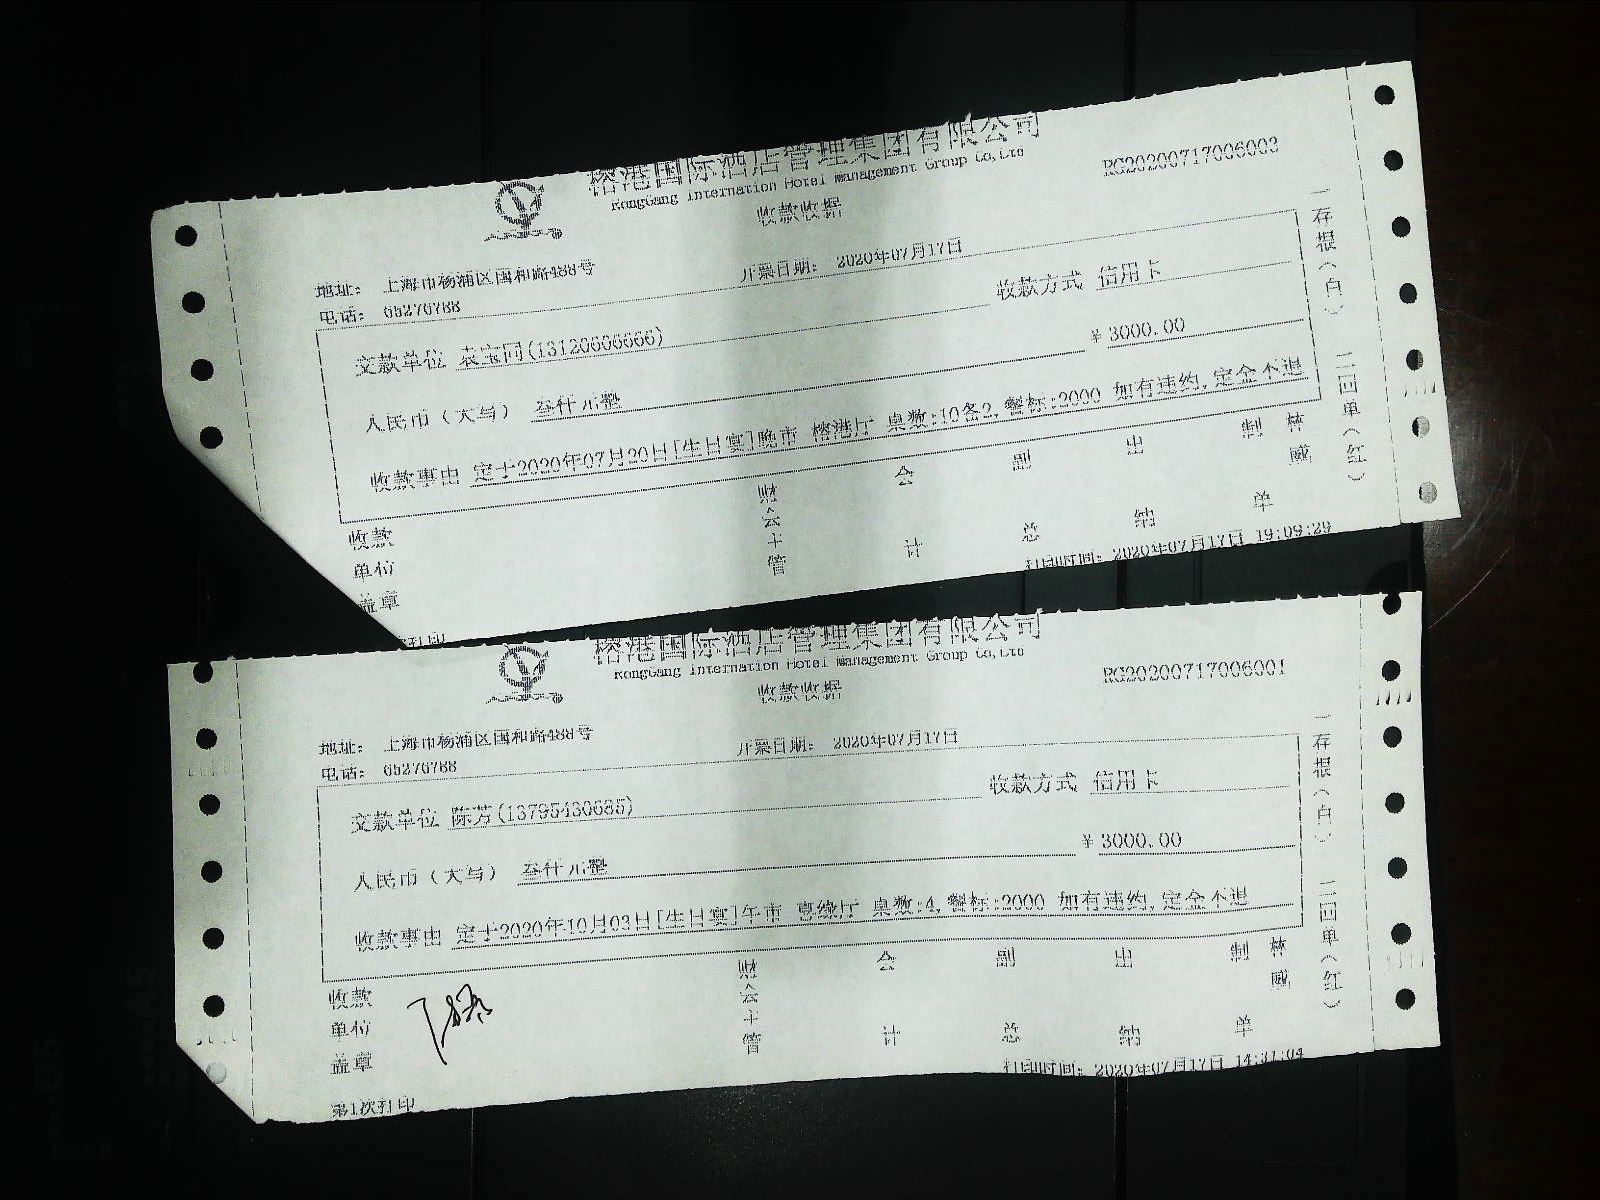 榕港国际酒店管理集团有限公司
RongGang Internation Hotel Management Group Co,Ltd
RG20200717006003
收款收据
地址： 上海市杨浦区国和路488号
开票日期： 2020年07月17日
电话： 65276788
收款方式 信用卡
交款单位 袁宝同(13120606666)
¥ 3000.00
人民币（大写） 叁仟元整
收款事由 定于2020年07月20日[生日宴]晚市 榕港厅 桌数:10备2,餐标:2000 如有违约,定金不退
收款单位盖章
财会主管
会计
副总
出纳
制单
林威
打印时间：2020年07月17日 19:09:29
次打印
一存根（白） 二回单（红）
榕港国际酒店管理集团有限公司
RongGang Internation Hotel Management Group Co,Ltd
RG20200717006001
收款收据
地址： 上海市杨浦区国和路488号
开票日期： 2020年07月17日
电话： 65276788
收款方式 信用卡
交款单位 陈芳(13795430685)
¥ 3000.00
人民币（大写） 叁仟元整
收款事由 定于2020年10月03日[生日宴]午市 喜缘厅 桌数:4,餐标:2000 如有违约,定金不退
收款单位盖章
财会主管
会计
副总
出纳
制单
林威
打印时间：2020年07月17日 14:37:04
第1次打印
一存根（白） 二回单（红）